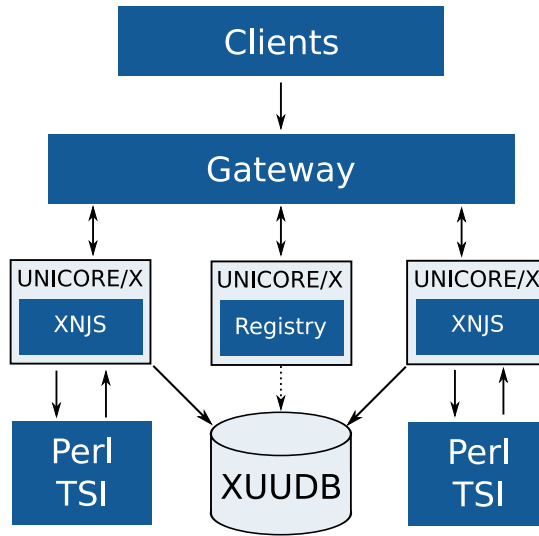 Clients
Gateway
UNICORE/X
UNICORE/X
UNICORE/X
XNJS
Registry
XNJS
Perl
TSI
XUUDB
Perl
TSI